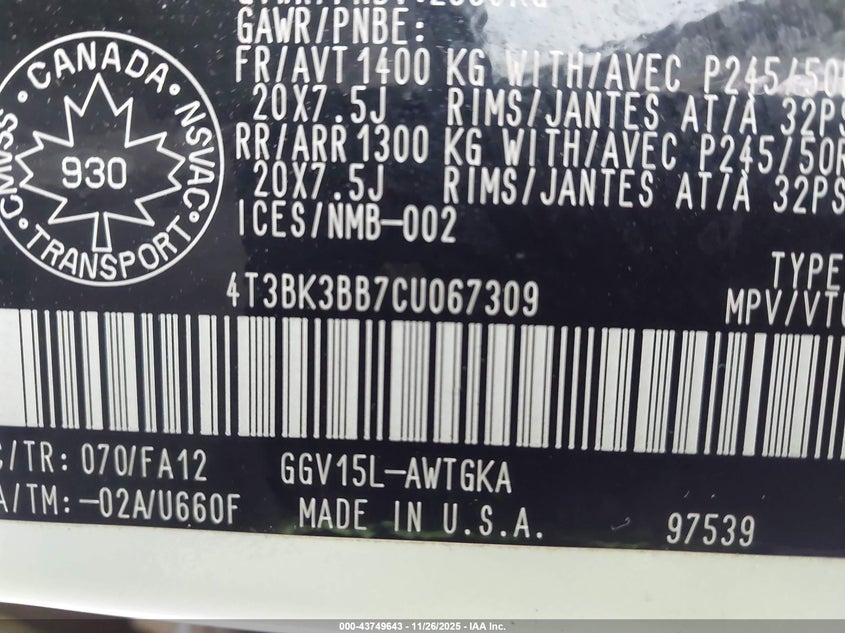 GAWR/PNBE:
FR/AVT 1400 KG WITH/AVEC P245/50R
20X7.5J RIMS/JANTES AT/À 32PS
RR/ARR 1300 KG WITH/AVEC P245/50R
20X7.5J RIMS/JANTES AT/À 32PS
ICES/NMB-002
CANADA
CMVSS · NSVAC
930
TRANSPORT
4T3BK3BB7CU067309
TYPE
MPV/VTU
C/TR: 070/FA12 GGV15L-AWTGKA
A/TM: -02A/U660F MADE IN U.S.A. 97539
000-43749643 - 11/26/2025 - IAA Inc.